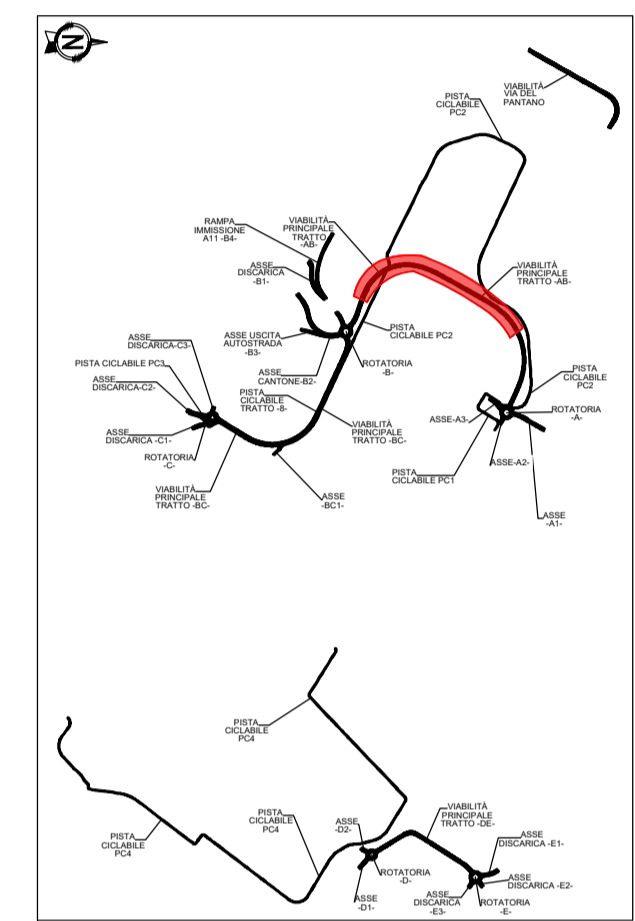 N
VIABILITÀ
VIA DEL
PANTANO
PISTA
CICLABILE
PC2
RAMPA
IMMISSIONE
A11 -B4-
VIABILITÀ
PRINCIPALE
TRATTO
-AB-
ASSE
DISCARICA
-B1-
VIABILITÀ
PRINCIPALE
TRATTO -AB-
ASSE USCITA
AUTOSTRADA
-B3-
PISTA
CICLABILE PC2
ASSE
DISCARICA-C3-
PISTA CICLABILE PC3
ASSE
DISCARICA-C2-
ROTATORIA
-B-
ASSE
CANTONE-B2-
PISTA
CICLABILE
PC2
PISTA
CICLABILE
TRATTO -8-
ASSE-A3-
ROTATORIA
-A-
VIABILITÀ
PRINCIPALE
TRATTO -BC-
ASSE
DISCARICA -C1-
ROTATORIA
-C-
ASSE-A2-
PISTA
CICLABILE PC1
VIABILITÀ
PRINCIPALE
TRATTO -BC-
ASSE
-BC1-
ASSE
-A1-
PISTA
CICLABILE
PC4
PISTA
CICLABILE
PC4
ASSE
-D2-
VIABILITÀ
PRINCIPALE
TRATTO -DE-
PISTA
CICLABILE
PC4
ASSE
DISCARICA -E1-
ROTATORIA
-D-
ASSE
DISCARICA -E2-
ASSE
-D1-
ASSE
DISCARICA
-E3-
ROTATORIA
-E-